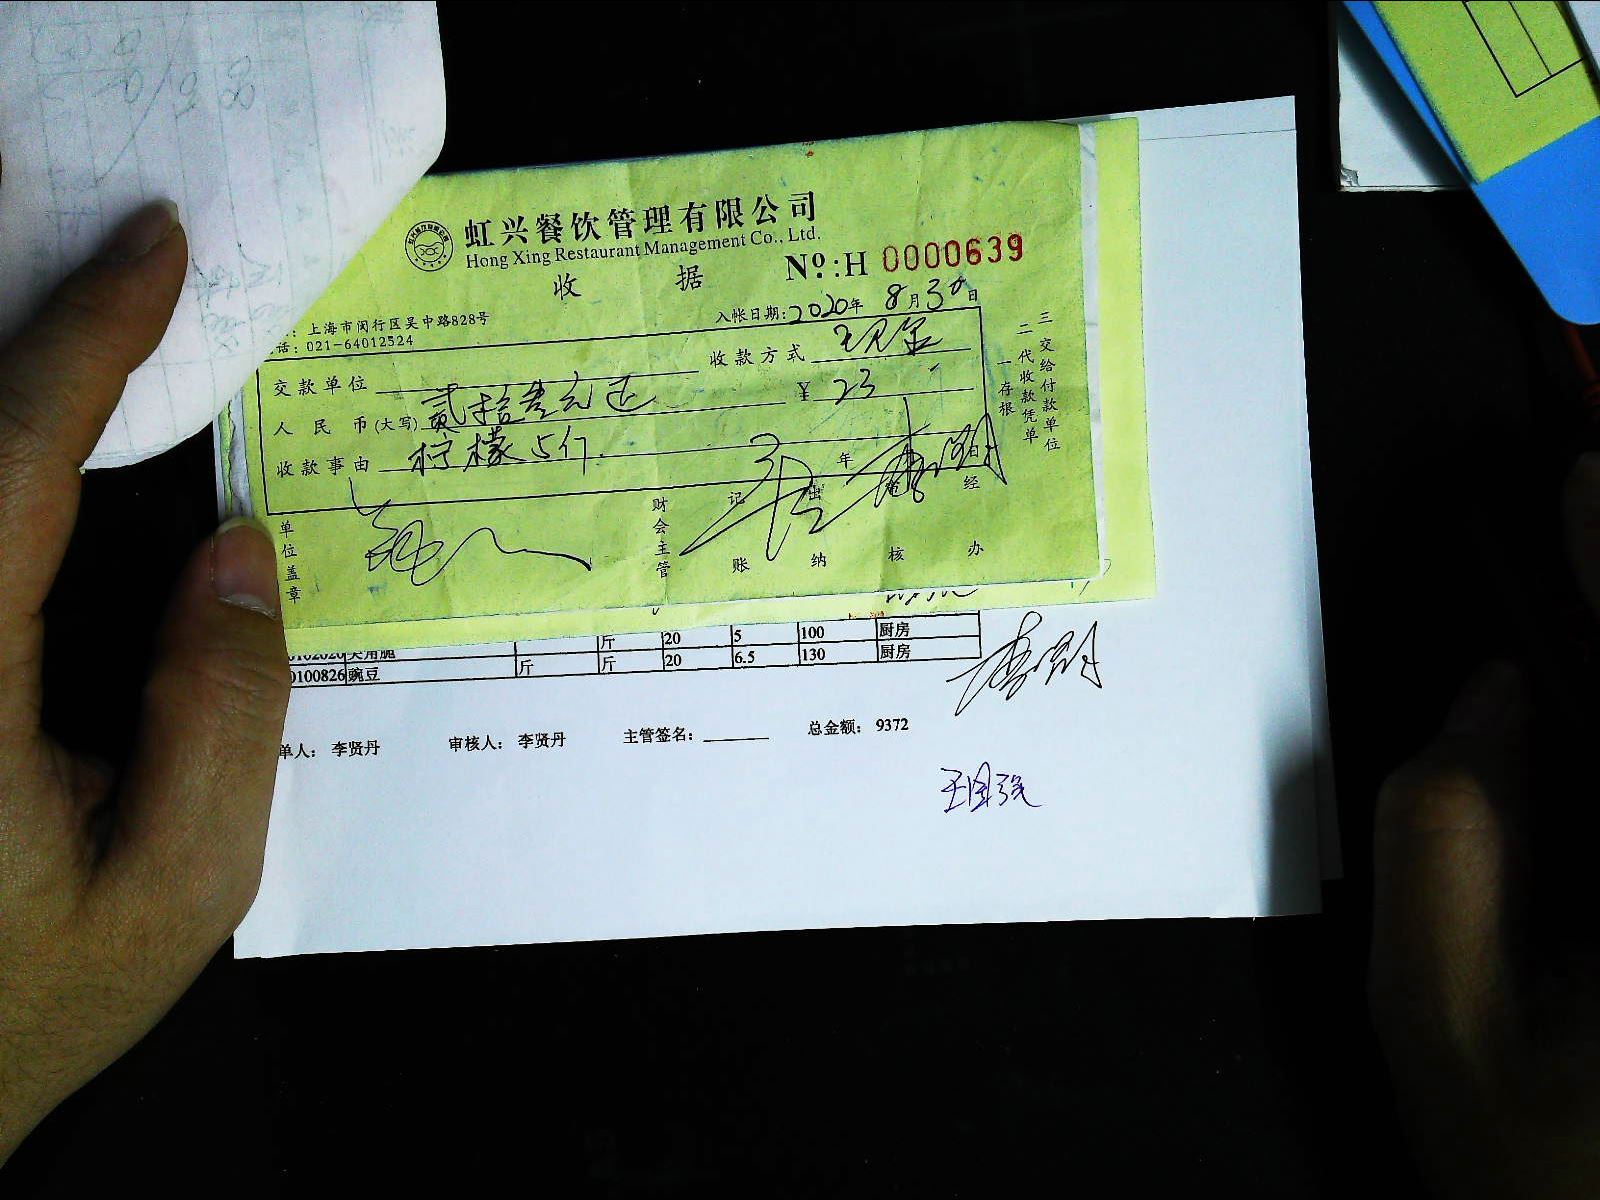 虹兴餐饮管理有限公司
Hong Xing Restaurant Management Co., Ltd.
收 据 Nº.:H 0000639
上海市闵行区吴中路828号
话：021-64012524 入帐日期：2020年8月30日
交款单位 收款方式 现金
人民币(大写) 贰拾叁元正 ¥ 23
收款事由 柠檬5斤.
年 月 日
一存根
二代收款凭单
三交给付款单位
单位盖章 财会主管 记账 出纳 审核 经办
斤 20 5 100 厨房
0100826 豌豆 斤 斤 20 6.5 130 厨房
单人： 李贤丹 审核人： 李贤丹 主管签名： 总金额： 9372
王国强